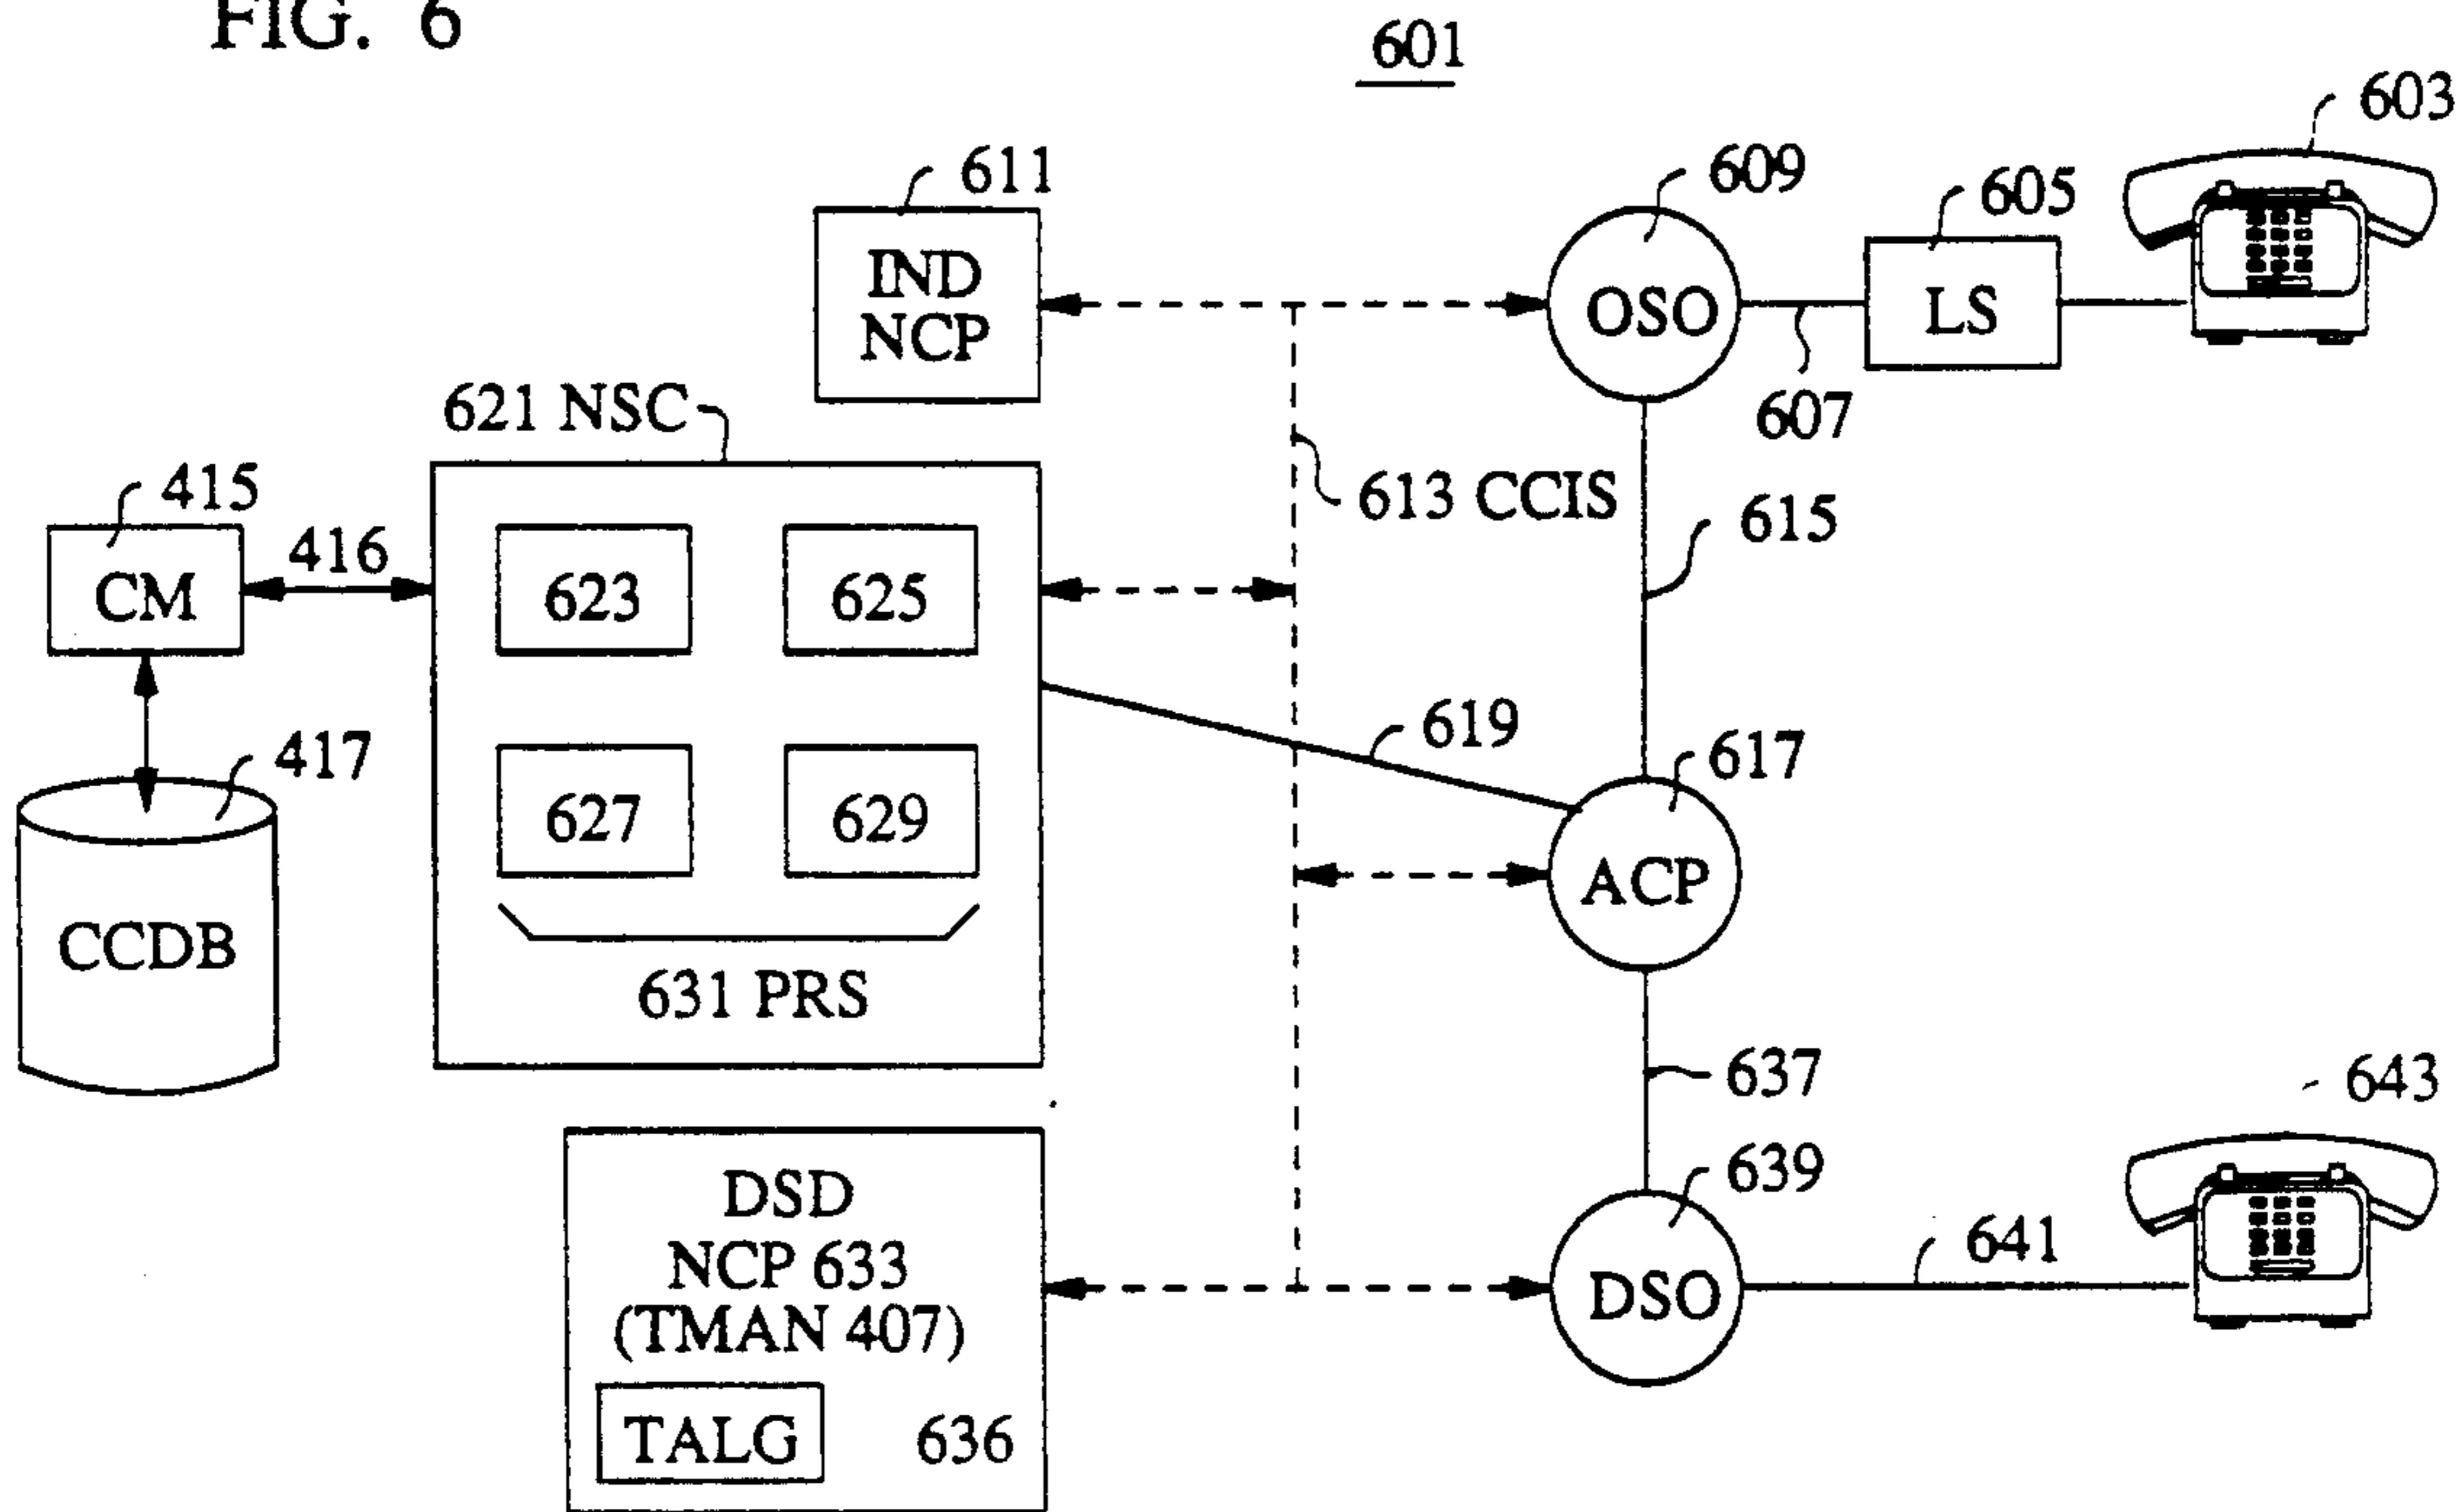 FIG. 6
601
603
611
609
605
IND
NCP
OSO
LS
607
621 NSC
613 CCIS
615
415
416
CM
623
625
619
617
417
627
629
ACP
CCDB
631 PRS
637
643
639
DSD
NCP 633
(TMAN 407)
641
DSO
TALG
636